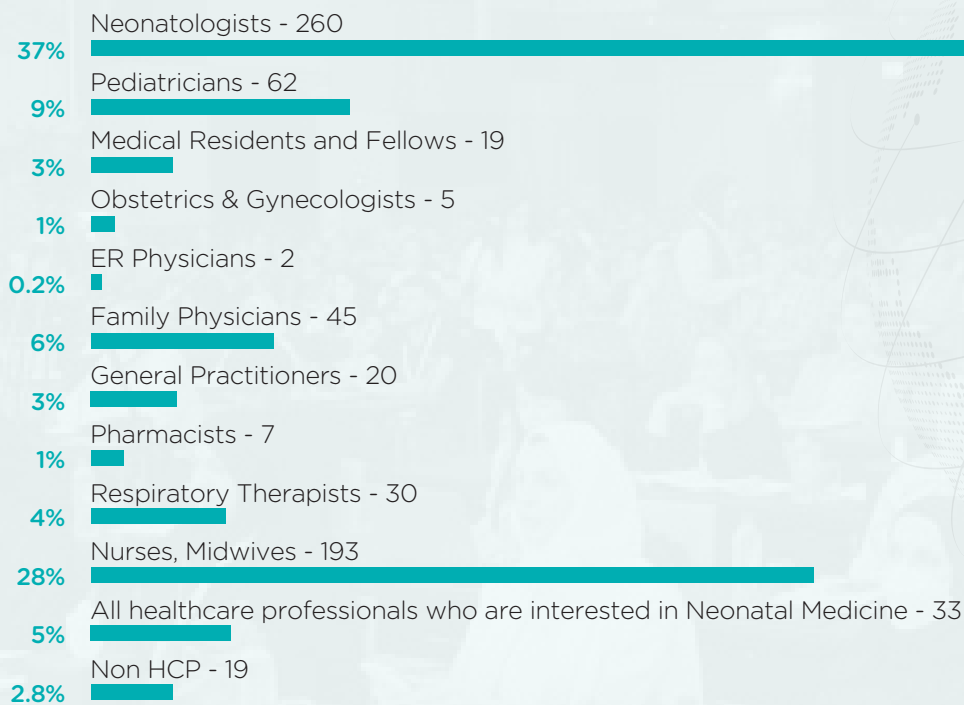 Neonatologists - 260
37%
Pediatricians - 62
9%
Medical Residents and Fellows - 19
3%
Obstetrics & Gynecologists - 5
1%
ER Physicians - 2
0.2%
Family Physicians - 45
6%
General Practitioners - 20
3%
Pharmacists - 7
1%
Respiratory Therapists - 30
4%
Nurses, Midwives - 193
28%
All healthcare professionals who are interested in Neonatal Medicine - 33
5%
Non HCP - 19
2.8%